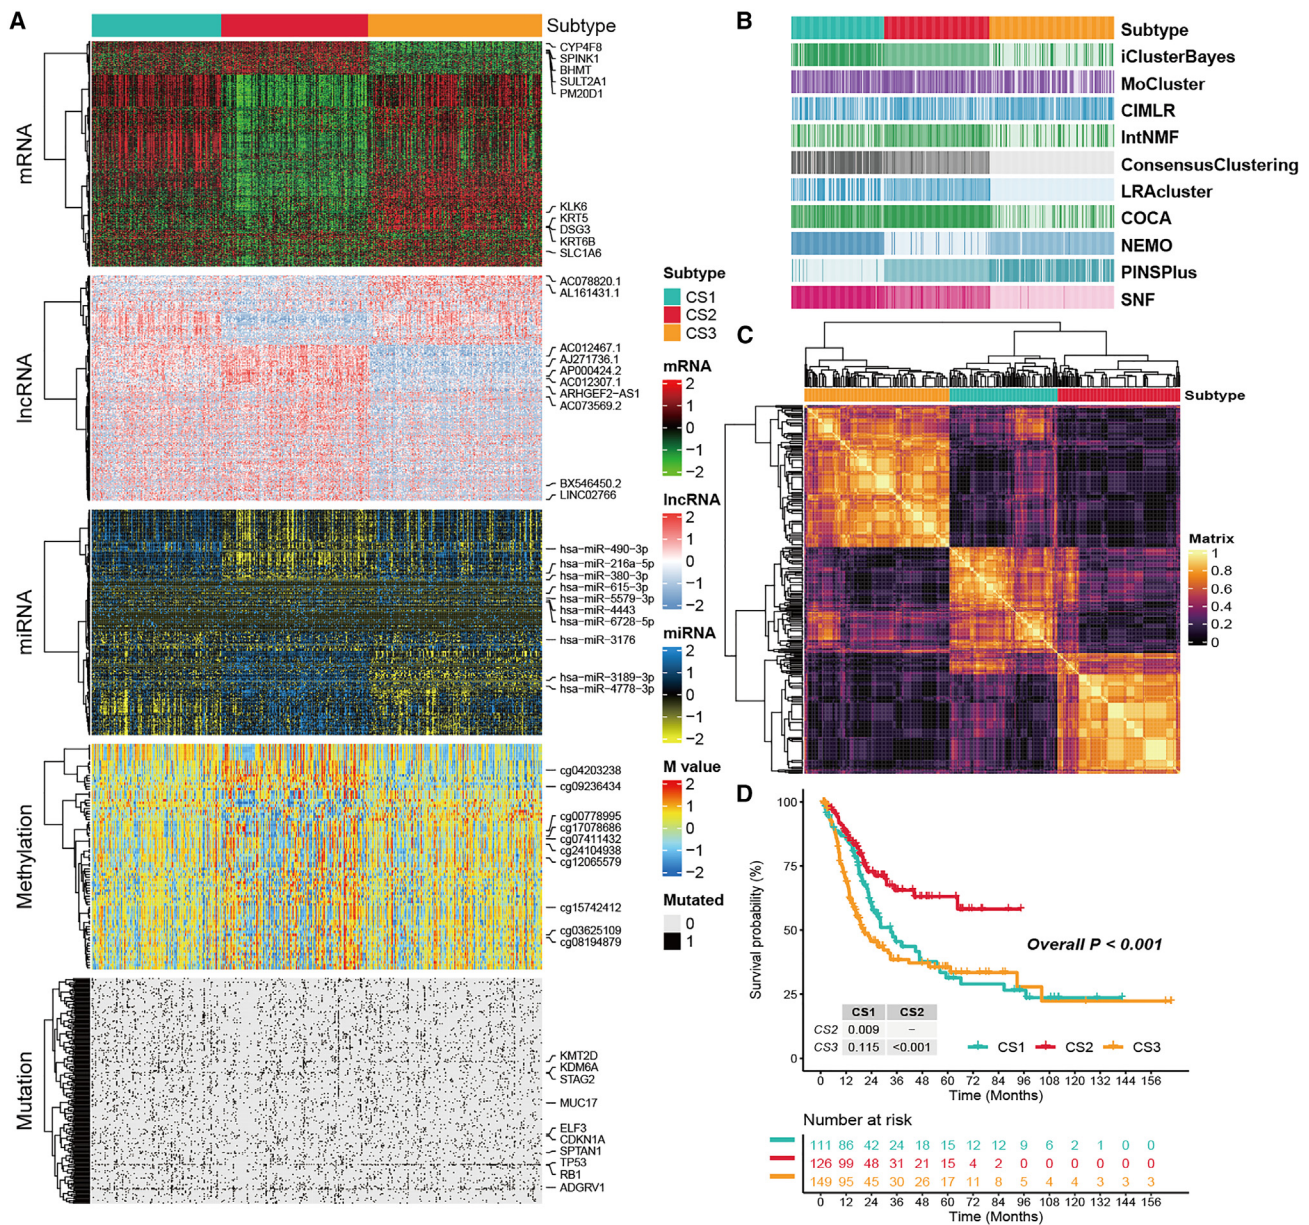 A
Subtype
mRNA
CYP4F8
SPINK1
BHMT
SULT2A1
PM20D1
KLK6
KRT5
DSG3
KRT6B
SLC1A6
lncRNA
AC078820.1
AL161431.1
AC012467.1
AJ271736.1
AP000424.2
AC012307.1
ARHGEF2−AS1
AC073569.2
BX546450.2
LINC02766
miRNA
hsa−miR−490−3p
hsa−miR−216a−5p
hsa−miR−380−3p
hsa−miR−615−3p
hsa−miR−5579−3p
hsa−miR−4443
hsa−miR−6728−5p
hsa−miR−3176
hsa−miR−3189−3p
hsa−miR−4778−3p
Methylation
cg04203238
cg09236434
cg00778995
cg17078686
cg07411432
cg24104938
cg12065579
cg15742412
cg03625109
cg08194879
Mutation
KMT2D
KDM6A
STAG2
MUC17
ELF3
CDKN1A
SPTAN1
TP53
RB1
ADGRV1
Subtype
CS1
CS2
CS3
mRNA
2
1
0
−1
−2
lncRNA
2
1
0
−1
−2
miRNA
2
1
0
−1
−2
M value
2
1
0
−1
−2
Mutated
0
1
B
Subtype
iClusterBayes
MoCluster
CIMLR
IntNMF
ConsensusClustering
LRAcluster
COCA
NEMO
PINSPlus
SNF
C
Subtype
Matrix
1
0.8
0.6
0.4
0.2
0
D
Survival probability (%)
100
75
50
25
0
Overall P < 0.001
CS1 CS2
CS2 0.009 −
CS3 0.115 <0.001
CS1 CS2 CS3
0 12 24 36 48 60 72 84 96 108 120 132 144 156
Time (Months)
Number at risk
111 86 42 24 18 15 12 12 9 6 2 1 0 0
126 99 48 31 21 15 4 2 0 0 0 0 0 0
149 95 45 30 26 17 11 8 5 4 4 3 3 3
0 12 24 36 48 60 72 84 96 108 120 132 144 156
Time (Months)